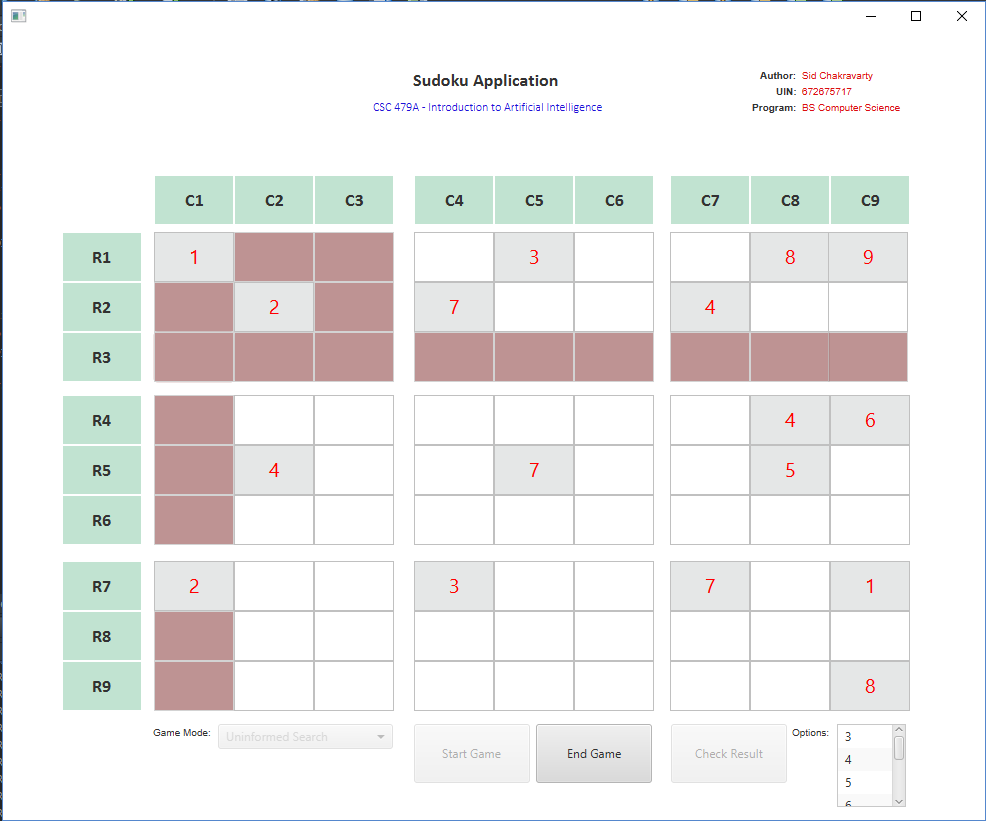 Sudoku Application
CSC 479A - Introduction to Artificial Intelligence
Author: Sid Chakravarty
UIN: 672675717
Program: BS Computer Science
C1 C2 C3 C4 C5 C6 C7 C8 C9
R1 1 3 8 9
R2 2 7 4
R3
R4 4 6
R5 4 7 5
R6
R7 2 3 7 1
R8
R9 8
Game Mode: Uninformed Search Start Game End Game Check Result Options:
3
4
5
6